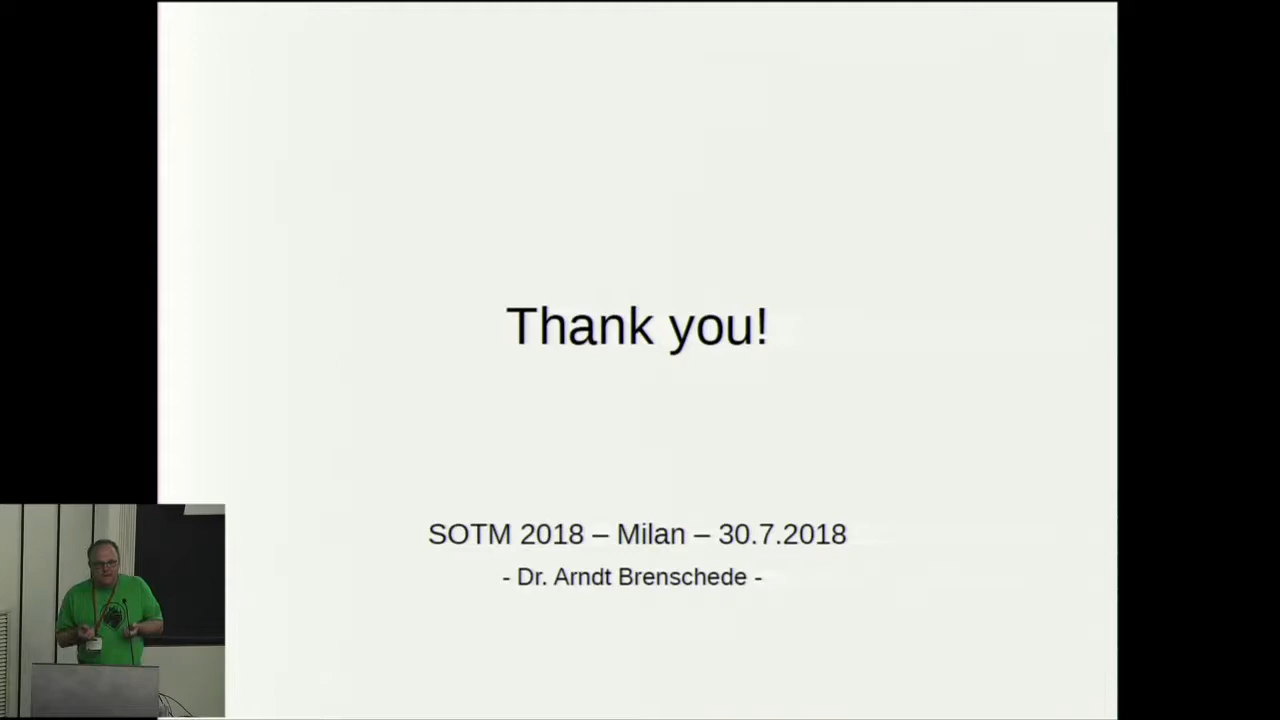 Thank you!
SOTM 2018 – Milan – 30.7.2018
- Dr. Arndt Brenschede -